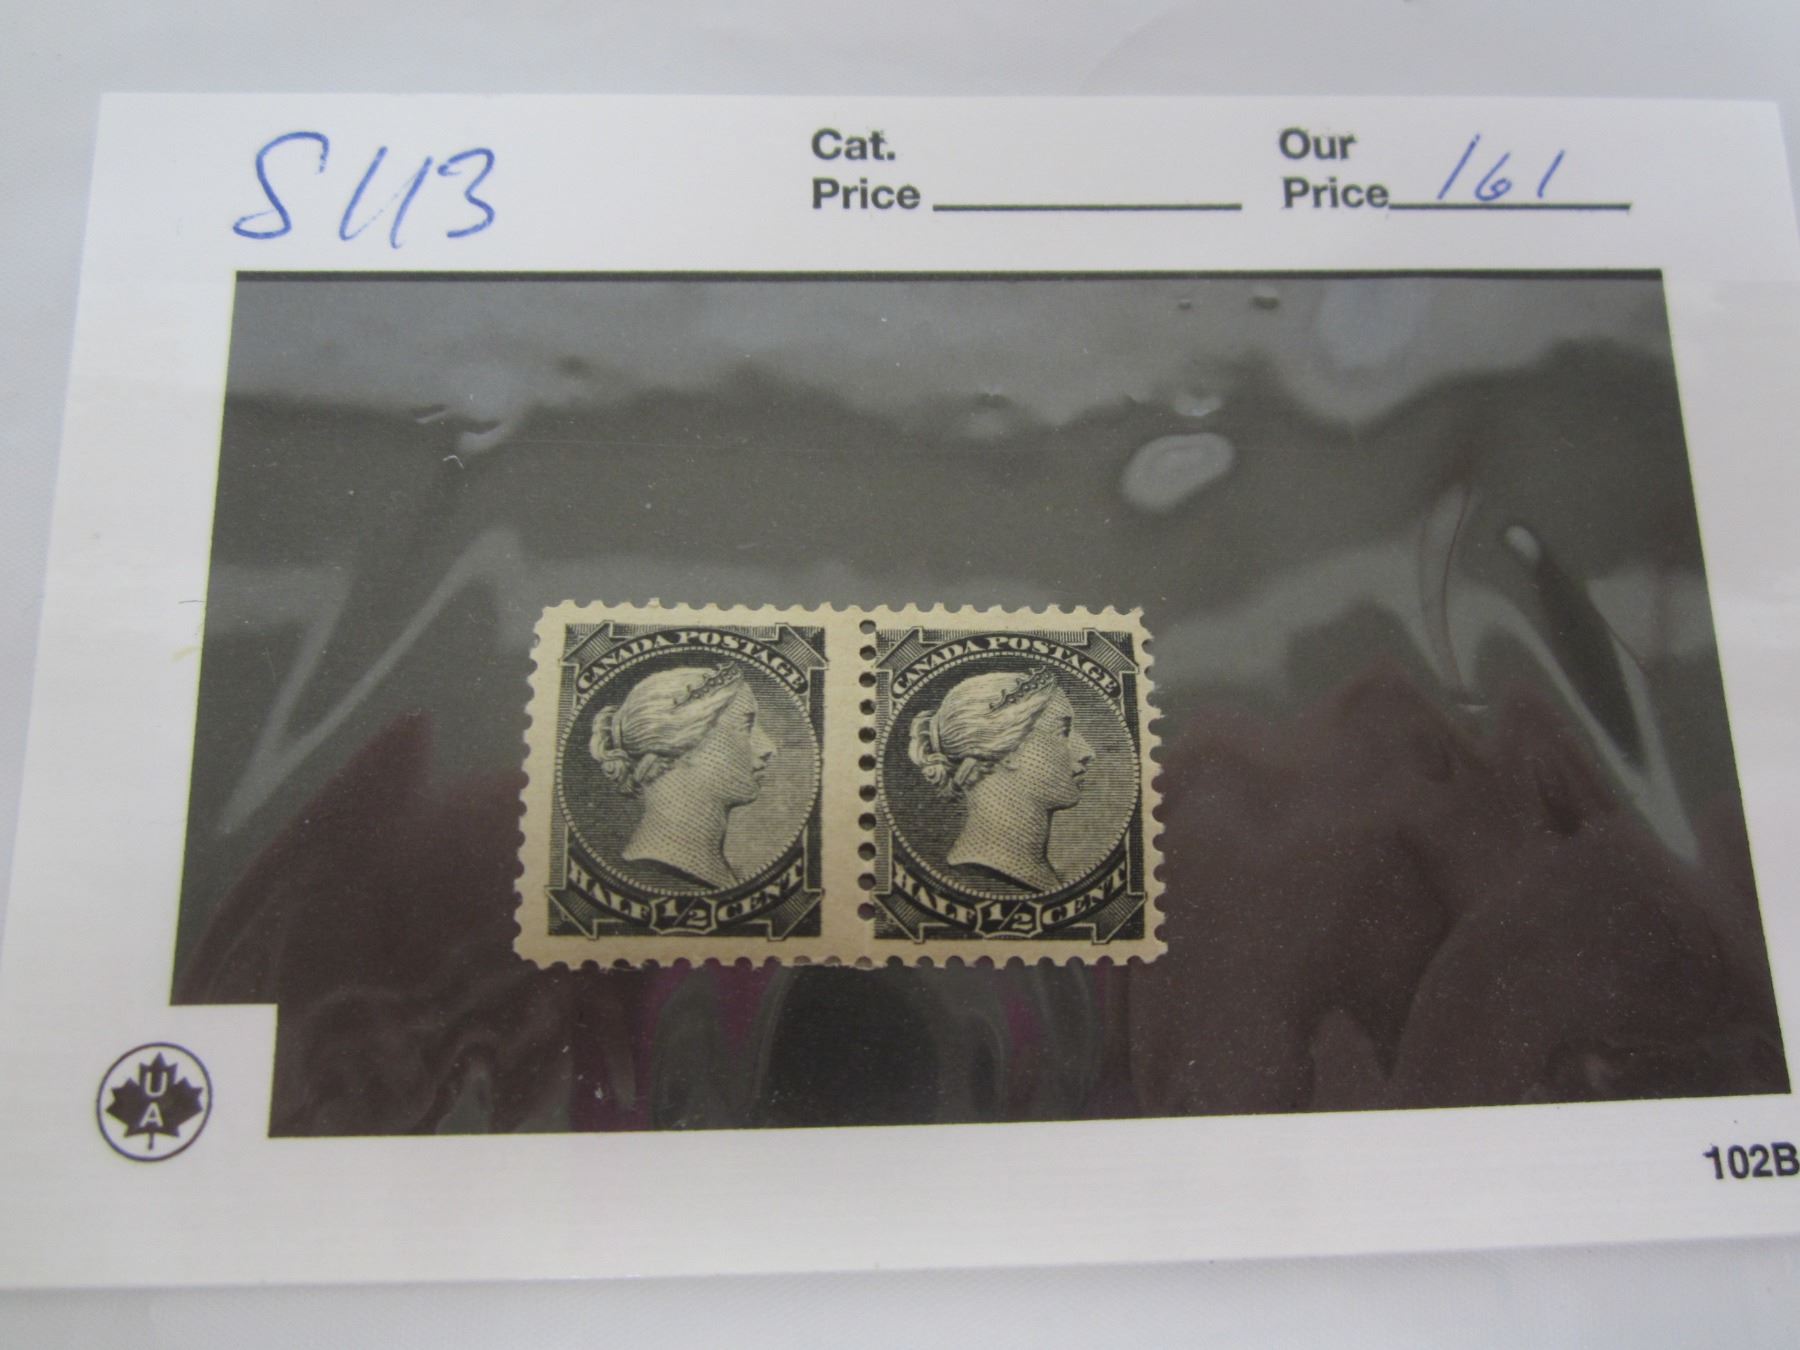 S113
Cat.
Price
Our
Price 161
CANADA POSTAGE
HALF 1/2 CENT
CANADA POSTAGE
HALF 1/2 CENT
UA
102B